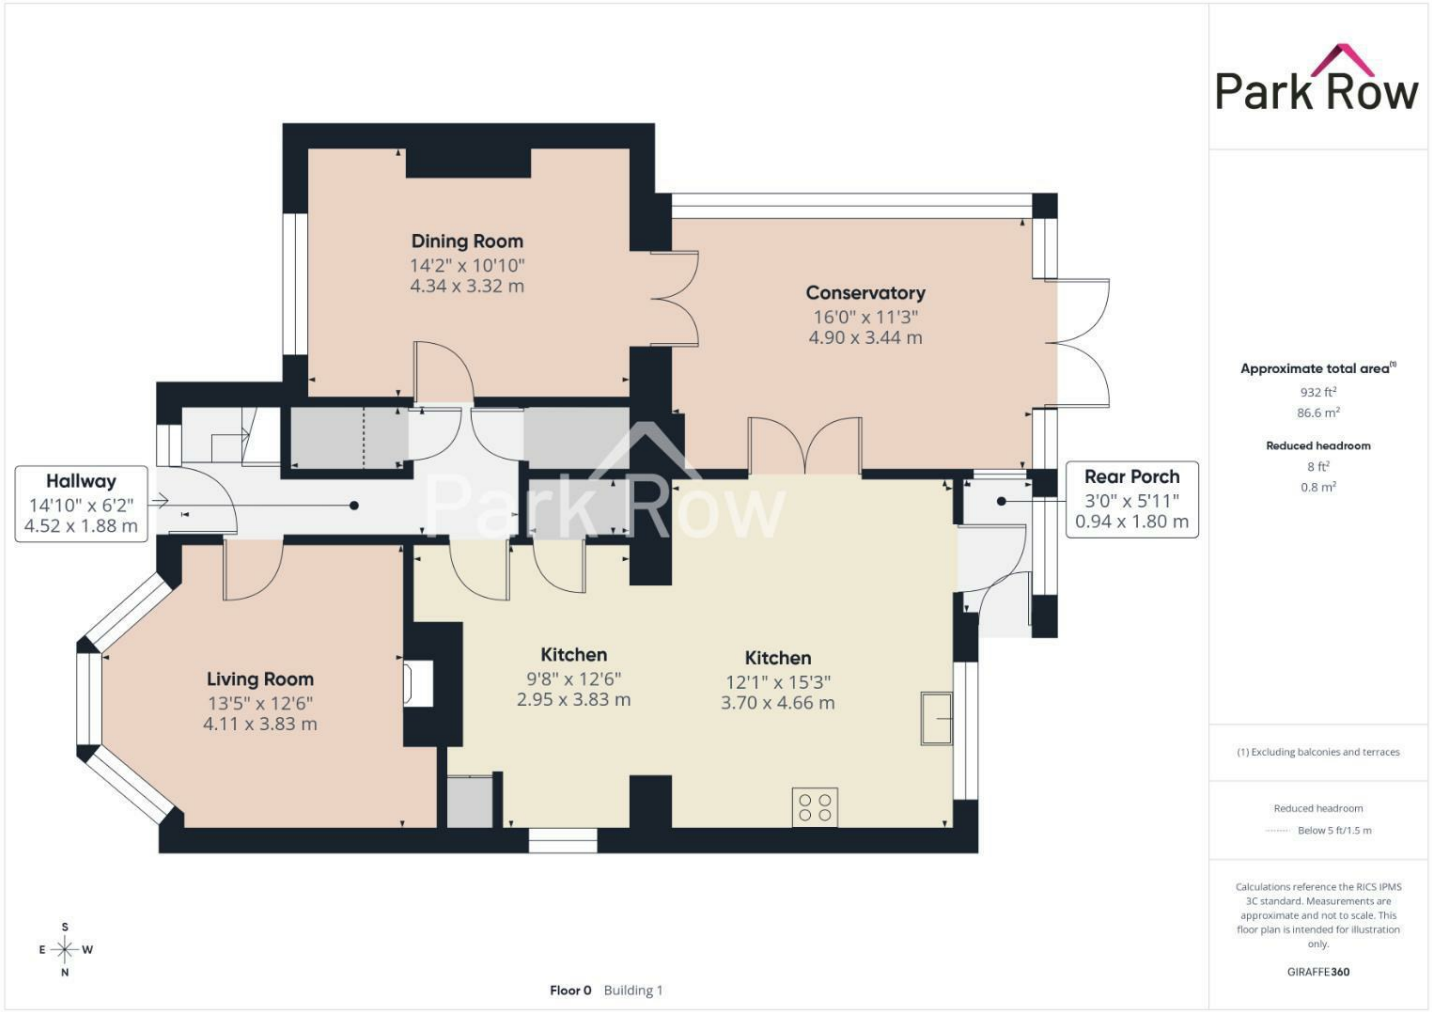 Park Row
Dining Room
14'2" x 10'10"
4.34 x 3.32 m
Conservatory
16'0" x 11'3"
4.90 x 3.44 m
Hallway
14'10" x 6'2"
4.52 x 1.88 m
Park Row
Rear Porch
3'0" x 5'11"
0.94 x 1.80 m
Living Room
13'5" x 12'6"
4.11 x 3.83 m
Kitchen
9'8" x 12'6"
2.95 x 3.83 m
Kitchen
12'1" x 15'3"
3.70 x 4.66 m
S
E W
N
Floor 0 Building 1
Approximate total area(1)
932 ft²
86.6 m²
Reduced headroom
8 ft²
0.8 m²
(1) Excluding balconies and terraces
Reduced headroom
Below 5 ft/1.5 m
Calculations reference the RICS IPMS
3C standard. Measurements are
approximate and not to scale. This
floor plan is intended for illustration
only.
GIRAFFE360